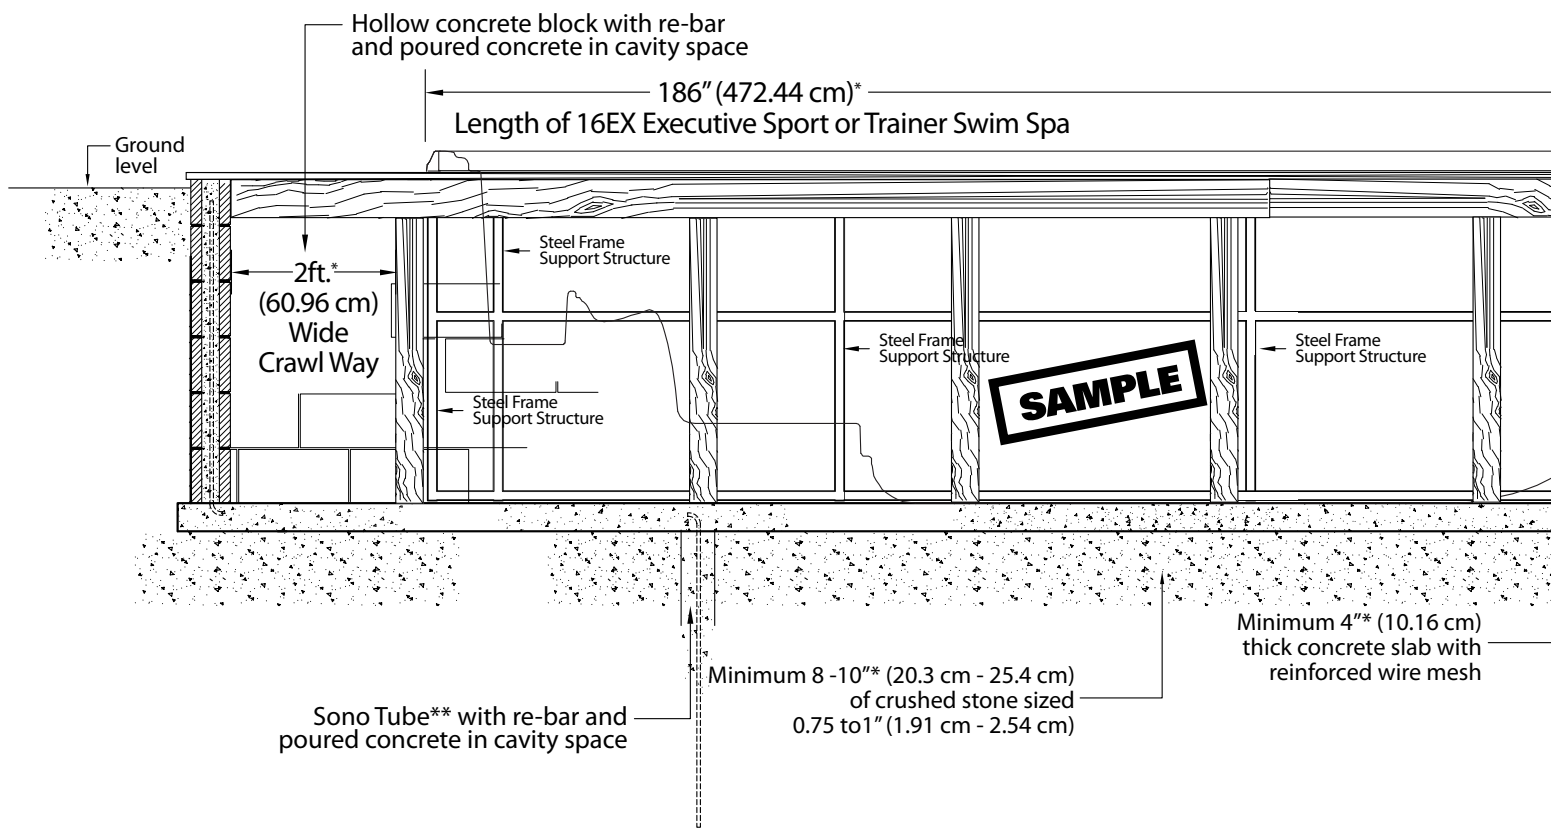 Hollow concrete block with re-bar
and poured concrete in cavity space
186” (472.44 cm)*
Length of 16EX Executive Sport or Trainer Swim Spa
Ground
level
Steel Frame
Support Structure
2ft.*
(60.96 cm)
Wide
Crawl Way
Steel Frame
Support Structure
Steel Frame
Support Structure
SAMPLE
Steel Frame
Support Structure
Minimum 4”* (10.16 cm)
thick concrete slab with
reinforced wire mesh
Minimum 8 -10”* (20.3 cm - 25.4 cm)
of crushed stone sized
0.75 to1” (1.91 cm - 2.54 cm)
Sono Tube** with re-bar and
poured concrete in cavity space